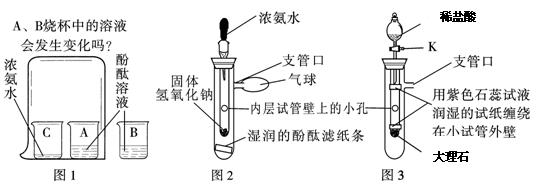 A、B烧杯中的溶液
会发生变化吗?
浓氨水
酚酞溶液
C
A
B
图1
浓氨水
支管口
气球
固体
氢氧化钠
内层试管壁上的小孔
湿润的酚酞滤纸条
图2
稀盐酸
K
支管口
用紫色石蕊试液
润湿的试纸缠绕
在小试管外壁
大理石
图3